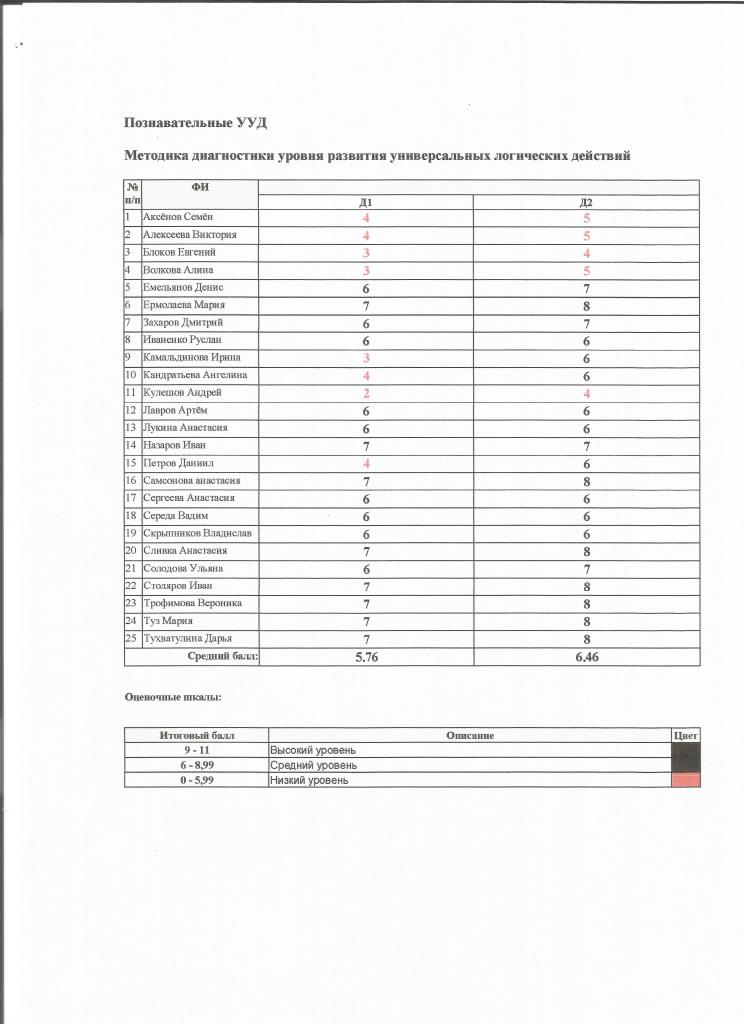 Познавательные УУД
Методика диагностики уровня развития универсальных логических действий
№ п/п ФИ
Д1 Д2
1 Аксёнов Семён 4 5
2 Алексеева Виктория 4 5
3 Блоков Евгений 3 4
4 Волкова Алина 3 5
5 Емельянов Денис 6 7
6 Ермолаева Мария 7 8
7 Захаров Дмитрий 6 7
8 Иваненко Руслан 6 6
9 Камальдинова Ирина 3 6
10 Кандратьева Ангелина 4 6
11 Кулешов Андрей 2 4
12 Лавров Артём 6 6
13 Лукина Анастасия 6 6
14 Назаров Иван 7 7
15 Петров Даниил 4 6
16 Самсонова анастасия 7 8
17 Сергеева Анастасия 6 6
18 Середа Вадим 6 6
19 Скрыпников Владислав 6 6
20 Сливка Анастасия 7 8
21 Солодова Ульяна 6 7
22 Столяров Иван 7 8
23 Трофимова Вероника 7 8
24 Туз Мария 7 8
25 Тухватулина Дарья 7 8
Средний балл: 5.76 6.46
Оценочные шкалы:
Итоговый балл Описание Цвет
9 - 11 Высокий уровень
6 - 8,99 Средний уровень
0 - 5,99 Низкий уровень